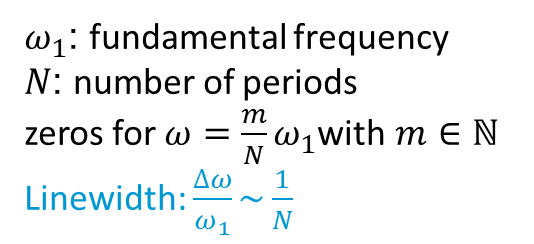 ω₁: fundamental frequency
N: number of periods
zeros for ω = m/N ω₁ with m ∈ ℕ
Linewidth: Δω/ω₁ ~ 1/N